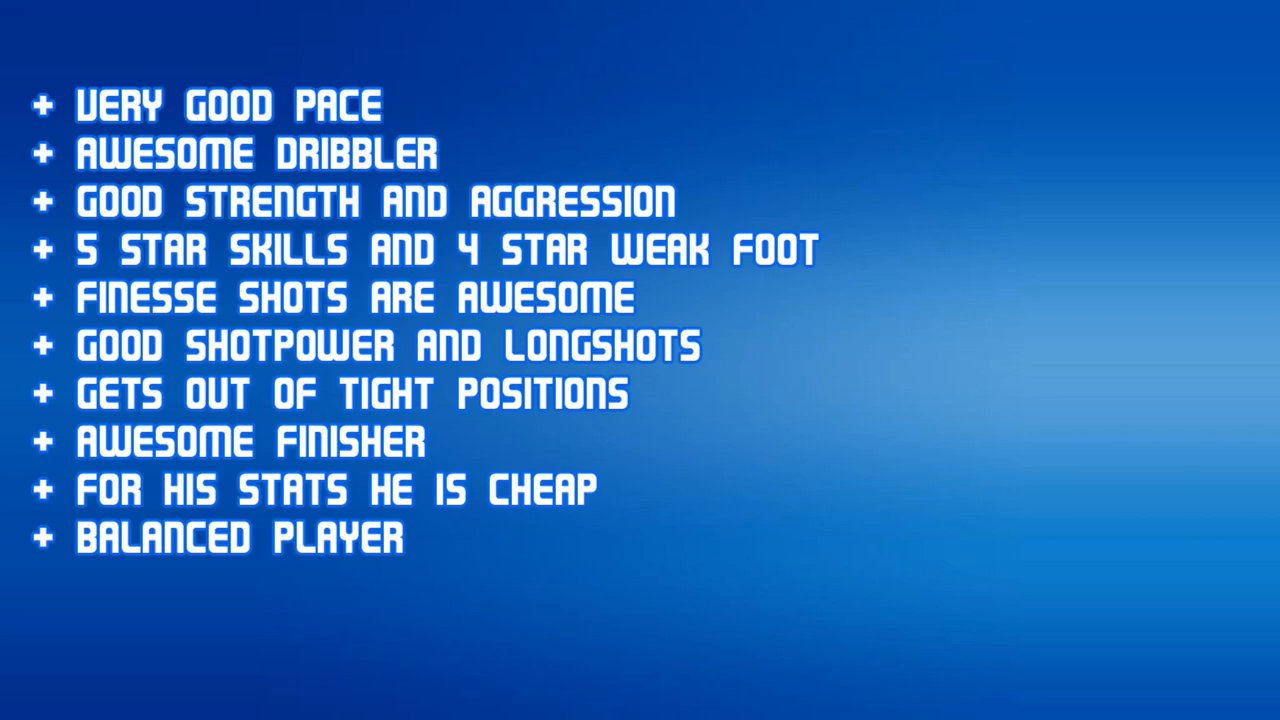 + VERY GOOD PACE
+ AWESOME DRIBBLER
+ GOOD STRENGTH AND AGGRESSION
+ 5 STAR SKILLS AND 4 STAR WEAK FOOT
+ FINESSE SHOTS ARE AWESOME
+ GOOD SHOTPOWER AND LONGSHOTS
+ GETS OUT OF TIGHT POSITIONS
+ AWESOME FINISHER
+ FOR HIS STATS HE IS CHEAP
+ BALANCED PLAYER